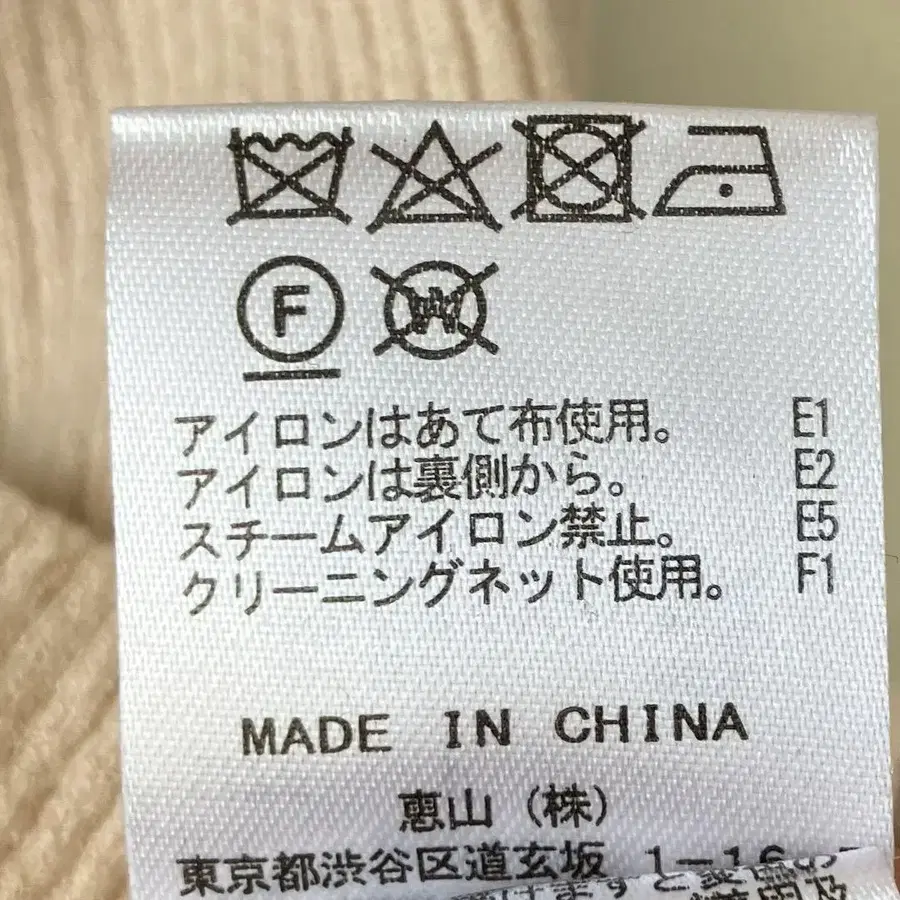 F
W
アイロンはあて布使用。 E1
アイロンは裏側から。 E2
スチームアイロン禁止。 E5
クリーニングネット使用。 F1
MADE IN CHINA
恵山(株)
東京都渋谷区道玄坂 1-16